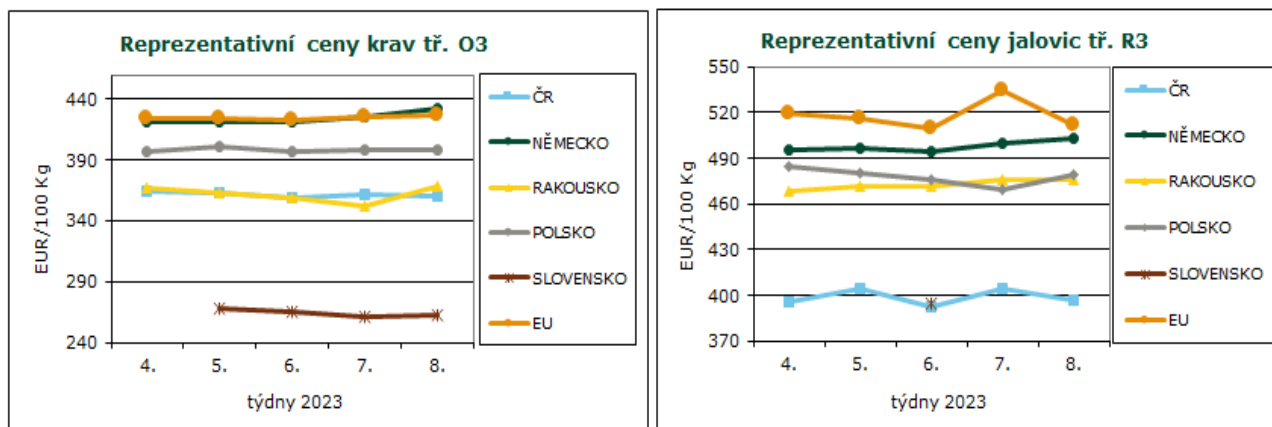 Reprezentativní ceny krav tř. O3
EUR/100 Kg
440
390
340
290
240
4. 5. 6. 7. 8.
týdny 2023
ČR
NĚMECKO
RAKOUSKO
POLSKO
SLOVENSKO
EU
Reprezentativní ceny jalovic tř. R3
EUR/100 Kg
550
520
490
460
430
400
370
4. 5. 6. 7. 8.
týdny 2023
ČR
NĚMECKO
RAKOUSKO
POLSKO
SLOVENSKO
EU